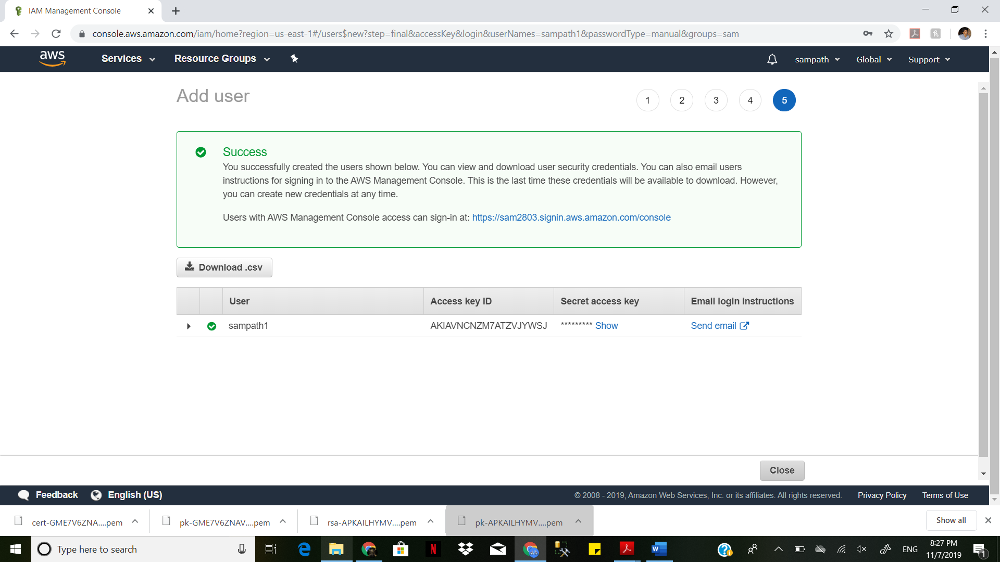 IAM Management Console
console.aws.amazon.com/iam/home?region=us-east-1#/users$new?step=final&accessKey&login&userNames=sampath1&passwordType=manual&groups=sam
aws Services Resource Groups sampath Global Support
Add user 1 2 3 4 5
Success
You successfully created the users shown below. You can view and download user security credentials. You can also email users
instructions for signing in to the AWS Management Console. This is the last time these credentials will be available to download. However,
you can create new credentials at any time.
Users with AWS Management Console access can sign-in at: https://sam2803.signin.aws.amazon.com/console
Download .csv
User Access key ID Secret access key Email login instructions
sampath1 AKIAVNCNZM7ATZVJYWSJ ********* Show Send email
Close
Feedback English (US) © 2008 - 2019, Amazon Web Services, Inc. or its affiliates. All rights reserved. Privacy Policy Terms of Use
cert-GME7V6ZNA....pem pk-GME7V6ZNAV....pem rsa-APKAILHYMV....pem pk-APKAILHYMV....pem Show all
Type here to search ENG 8:27 PM
11/7/2019 1